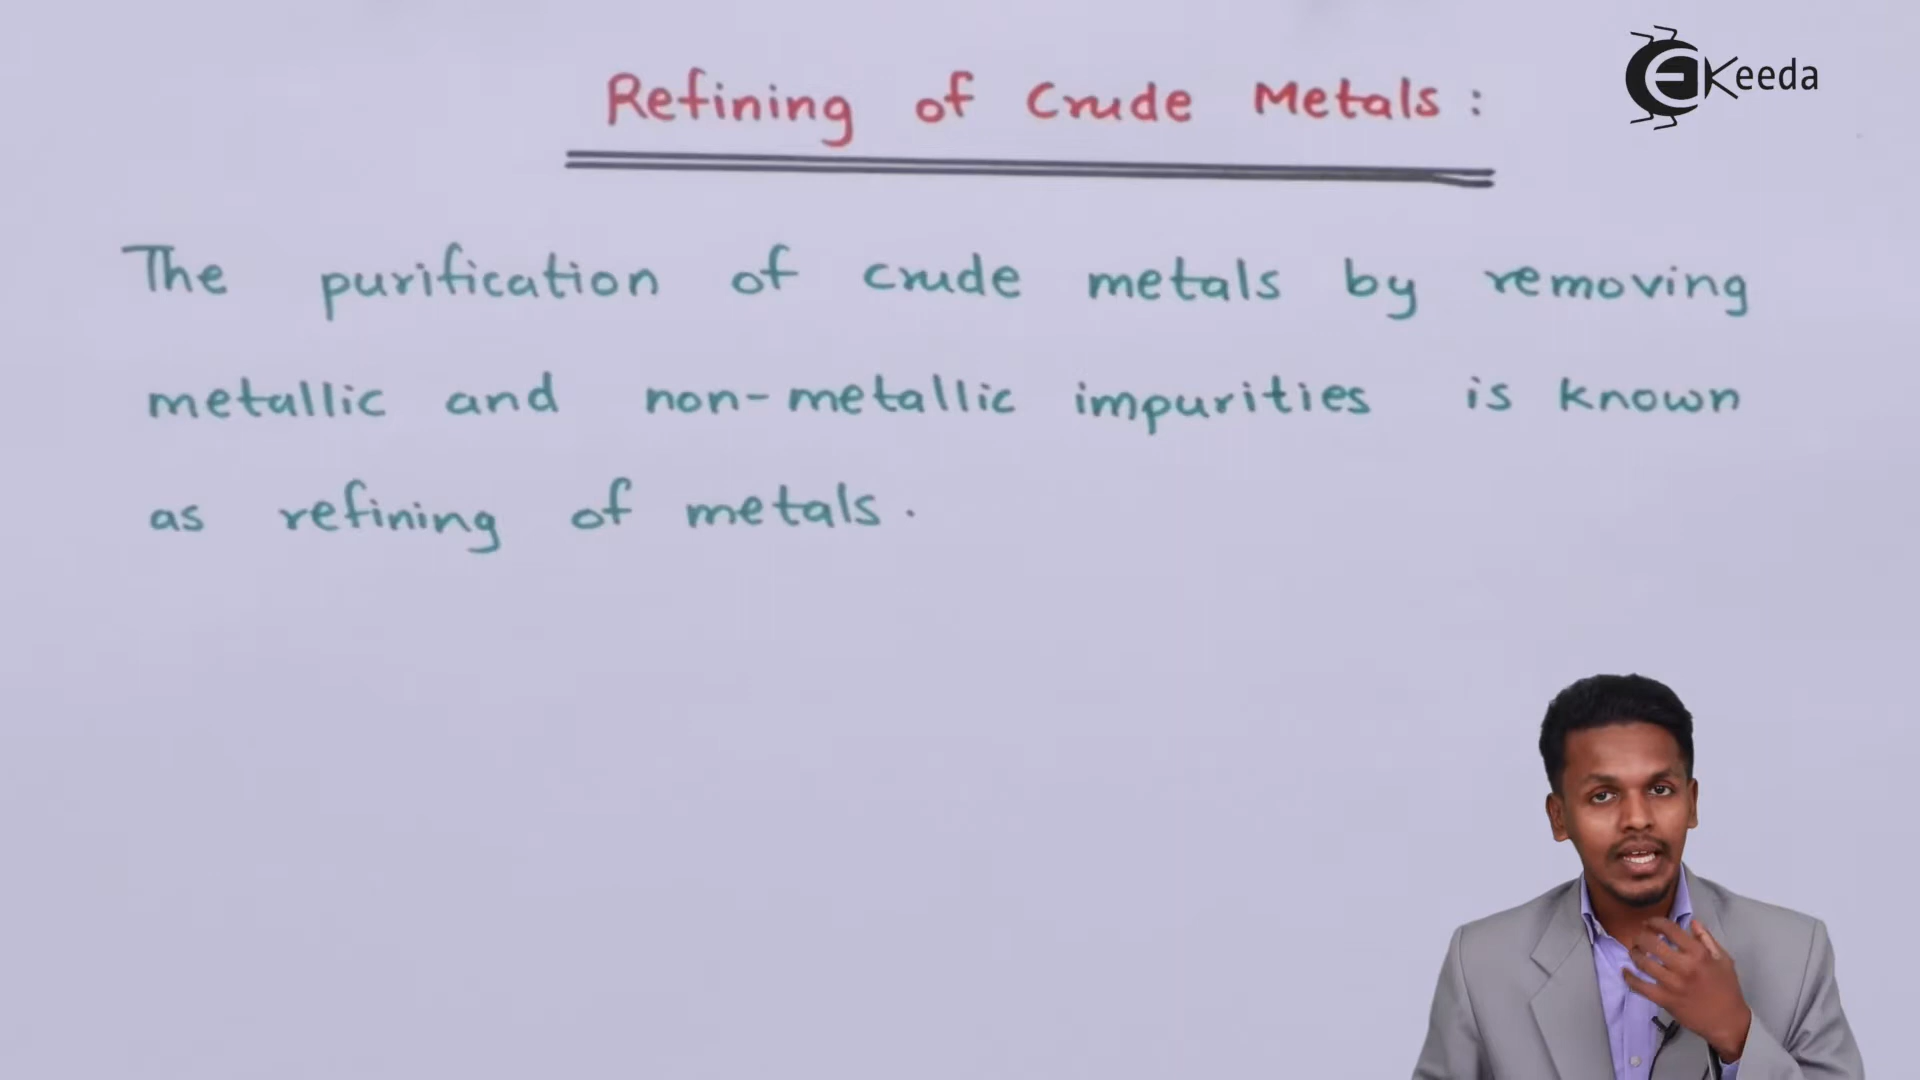 Refining of Crude Metals :
EKeeda
The purification of crude metals by removing
metallic and non-metallic impurities is known
as refining of metals.